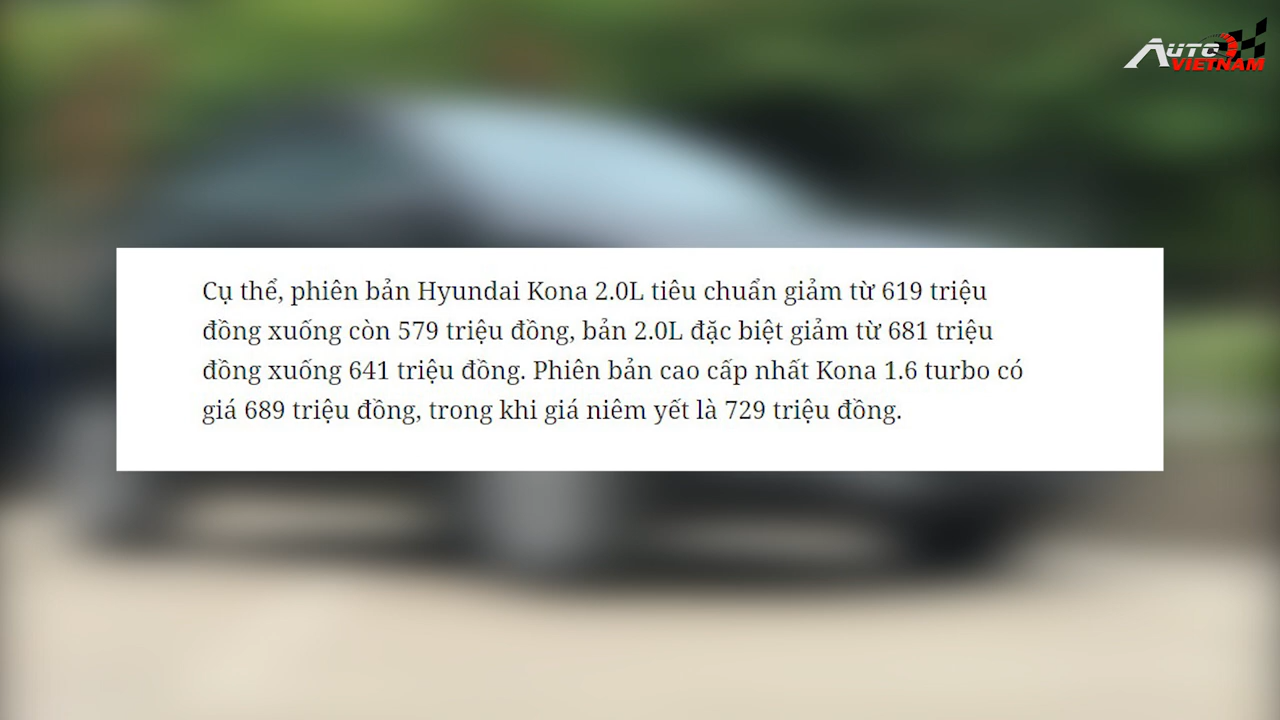 AUTO
VIETNAM
Cụ thể, phiên bản Hyundai Kona 2.0L tiêu chuẩn giảm từ 619 triệu
đồng xuống còn 579 triệu đồng, bản 2.0L đặc biệt giảm từ 681 triệu
đồng xuống 641 triệu đồng. Phiên bản cao cấp nhất Kona 1.6 turbo có
giá 689 triệu đồng, trong khi giá niêm yết là 729 triệu đồng.